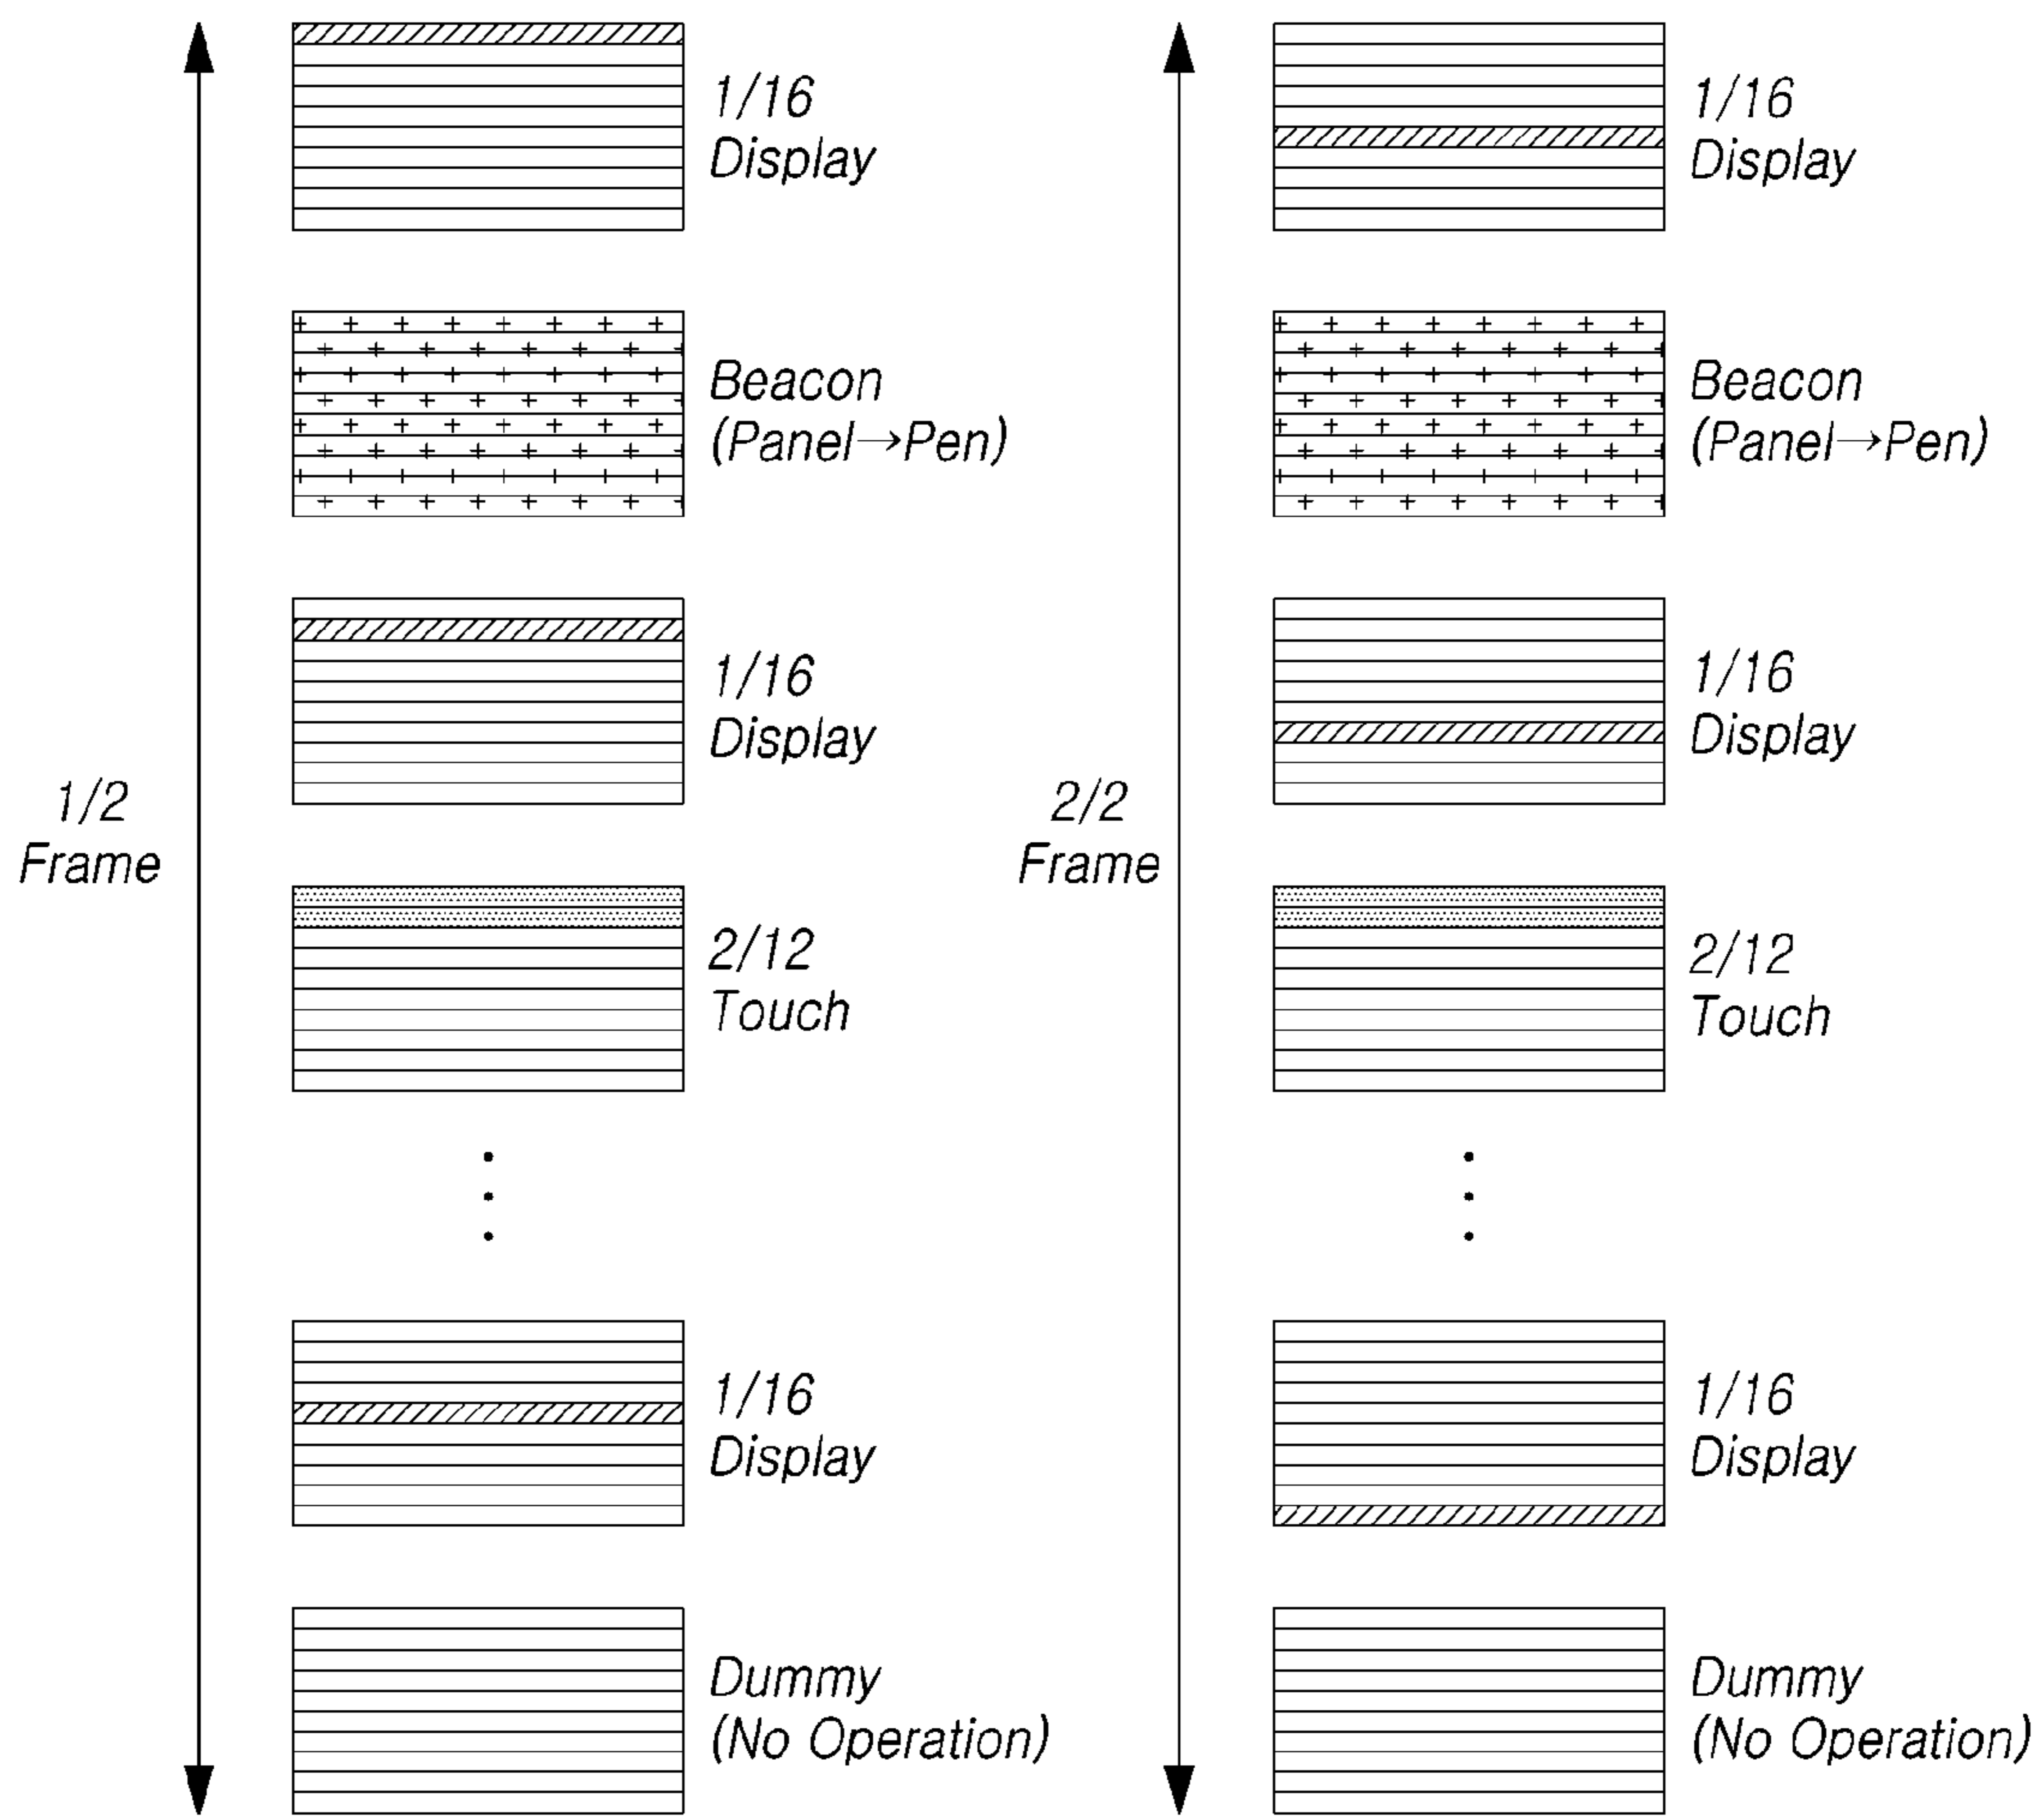 1/2
Frame
1/16
Display
Beacon
(Panel→Pen)
1/16
Display
2/12
Touch
1/16
Display
Dummy
(No Operation)
2/2
Frame
1/16
Display
Beacon
(Panel→Pen)
1/16
Display
2/12
Touch
1/16
Display
Dummy
(No Operation)